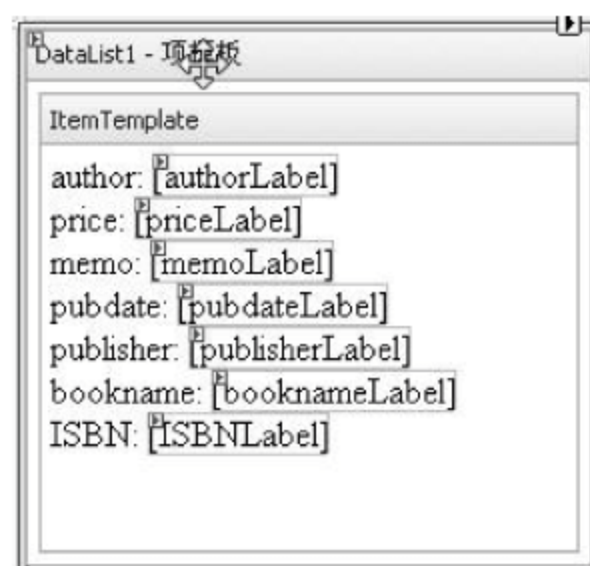 DataList1 - 项模板
ItemTemplate
author: [authorLabel]
price: [priceLabel]
memo: [memoLabel]
pubdate: [pubdateLabel]
publisher: [publisherLabel]
bookname: [booknameLabel]
ISBN: [ISBNLabel]